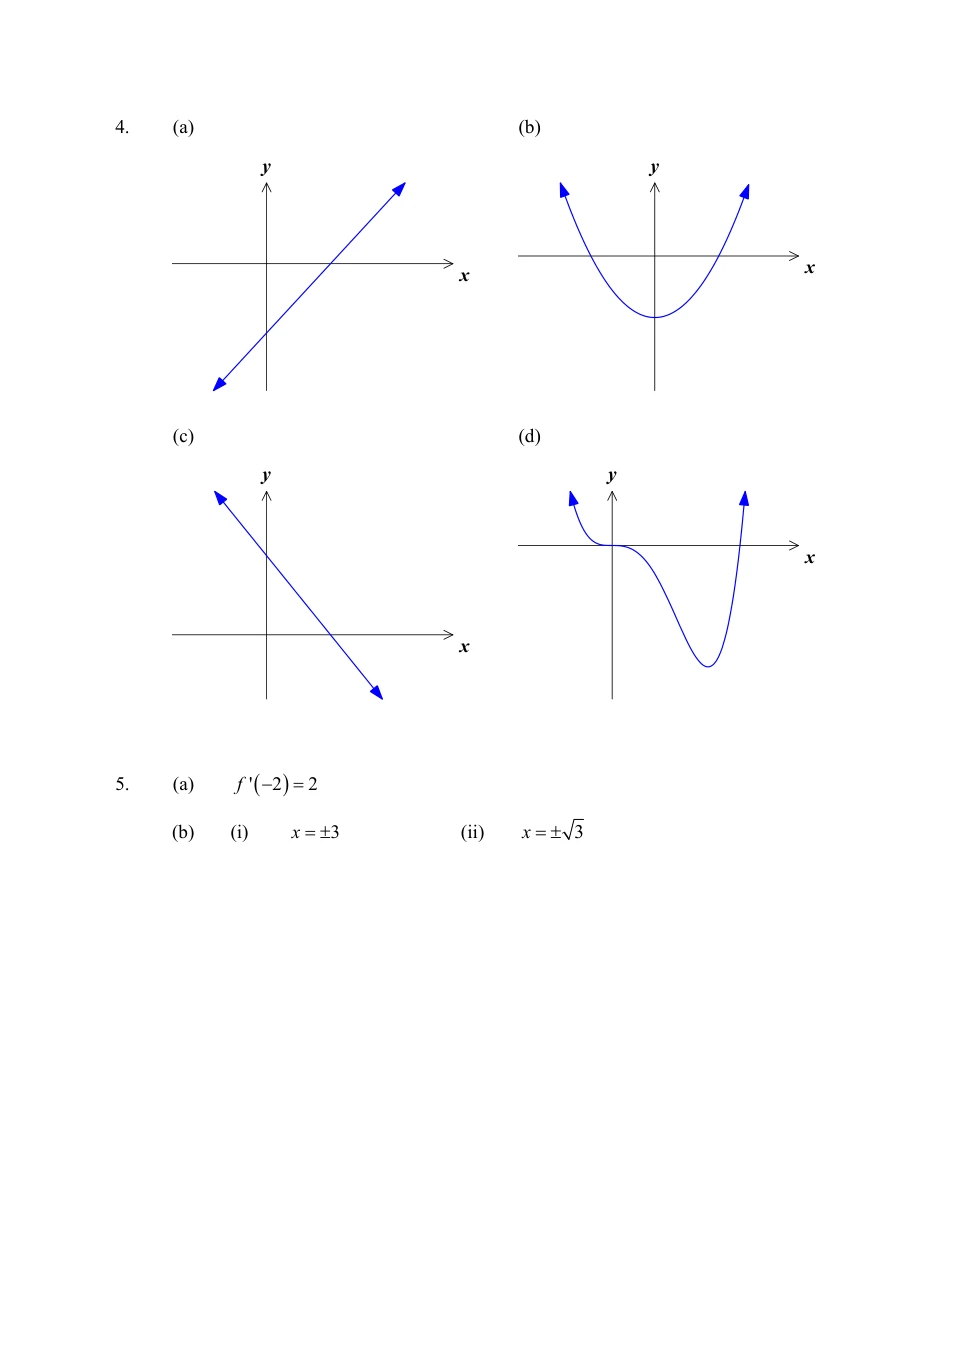 4. (a) (b)
y y
x x
(c) (d)
y y
x x
5. (a) f'(−2) = 2
(b) (i) x = ±3 (ii) x = ±√3